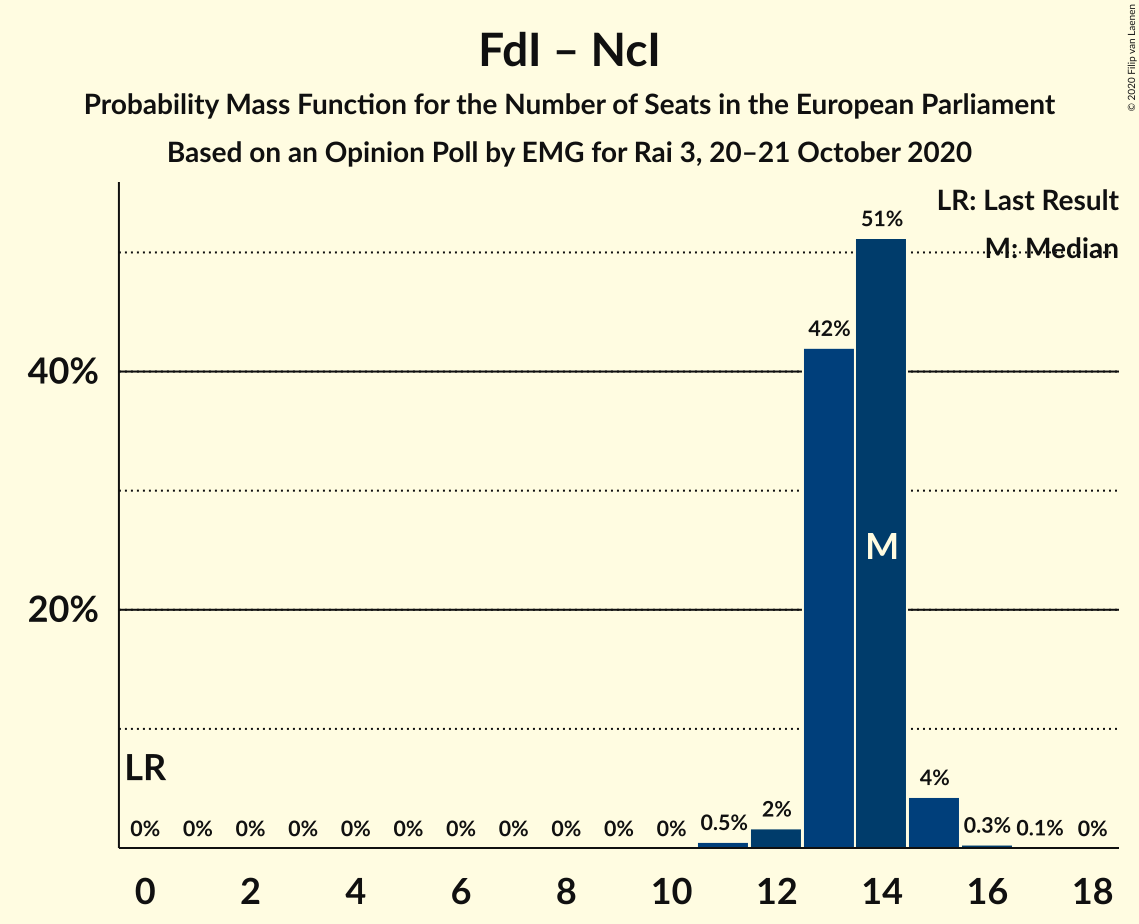 FdI – NcI
Probability Mass Function for the Number of Seats in the European Parliament
Based on an Opinion Poll by EMG for Rai 3, 20–21 October 2020
© 2020 Filip van Laenen
LR: Last Result
M: Median
51%
42%
40%
M
20%
LR
4%
0% 0% 0% 0% 0% 0% 0% 0% 0% 0% 0% 0.5% 2% 0.3% 0.1% 0%
0 2 4 6 8 10 12 14 16 18